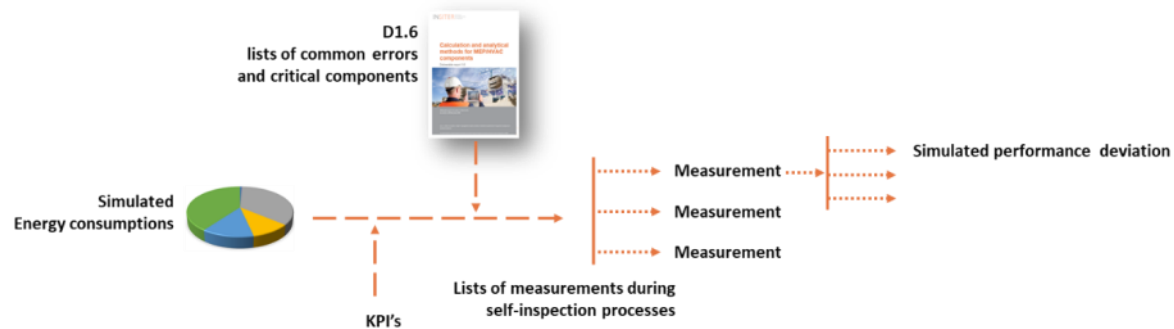 D1.6
lists of common errors
and critical components
Calculation and analytical
methods for MEP/HVAC
components
Simulated
Energy consumptions
KPI's
Lists of measurements during
self-inspection processes
Measurement
Measurement
Measurement
Simulated performance deviation